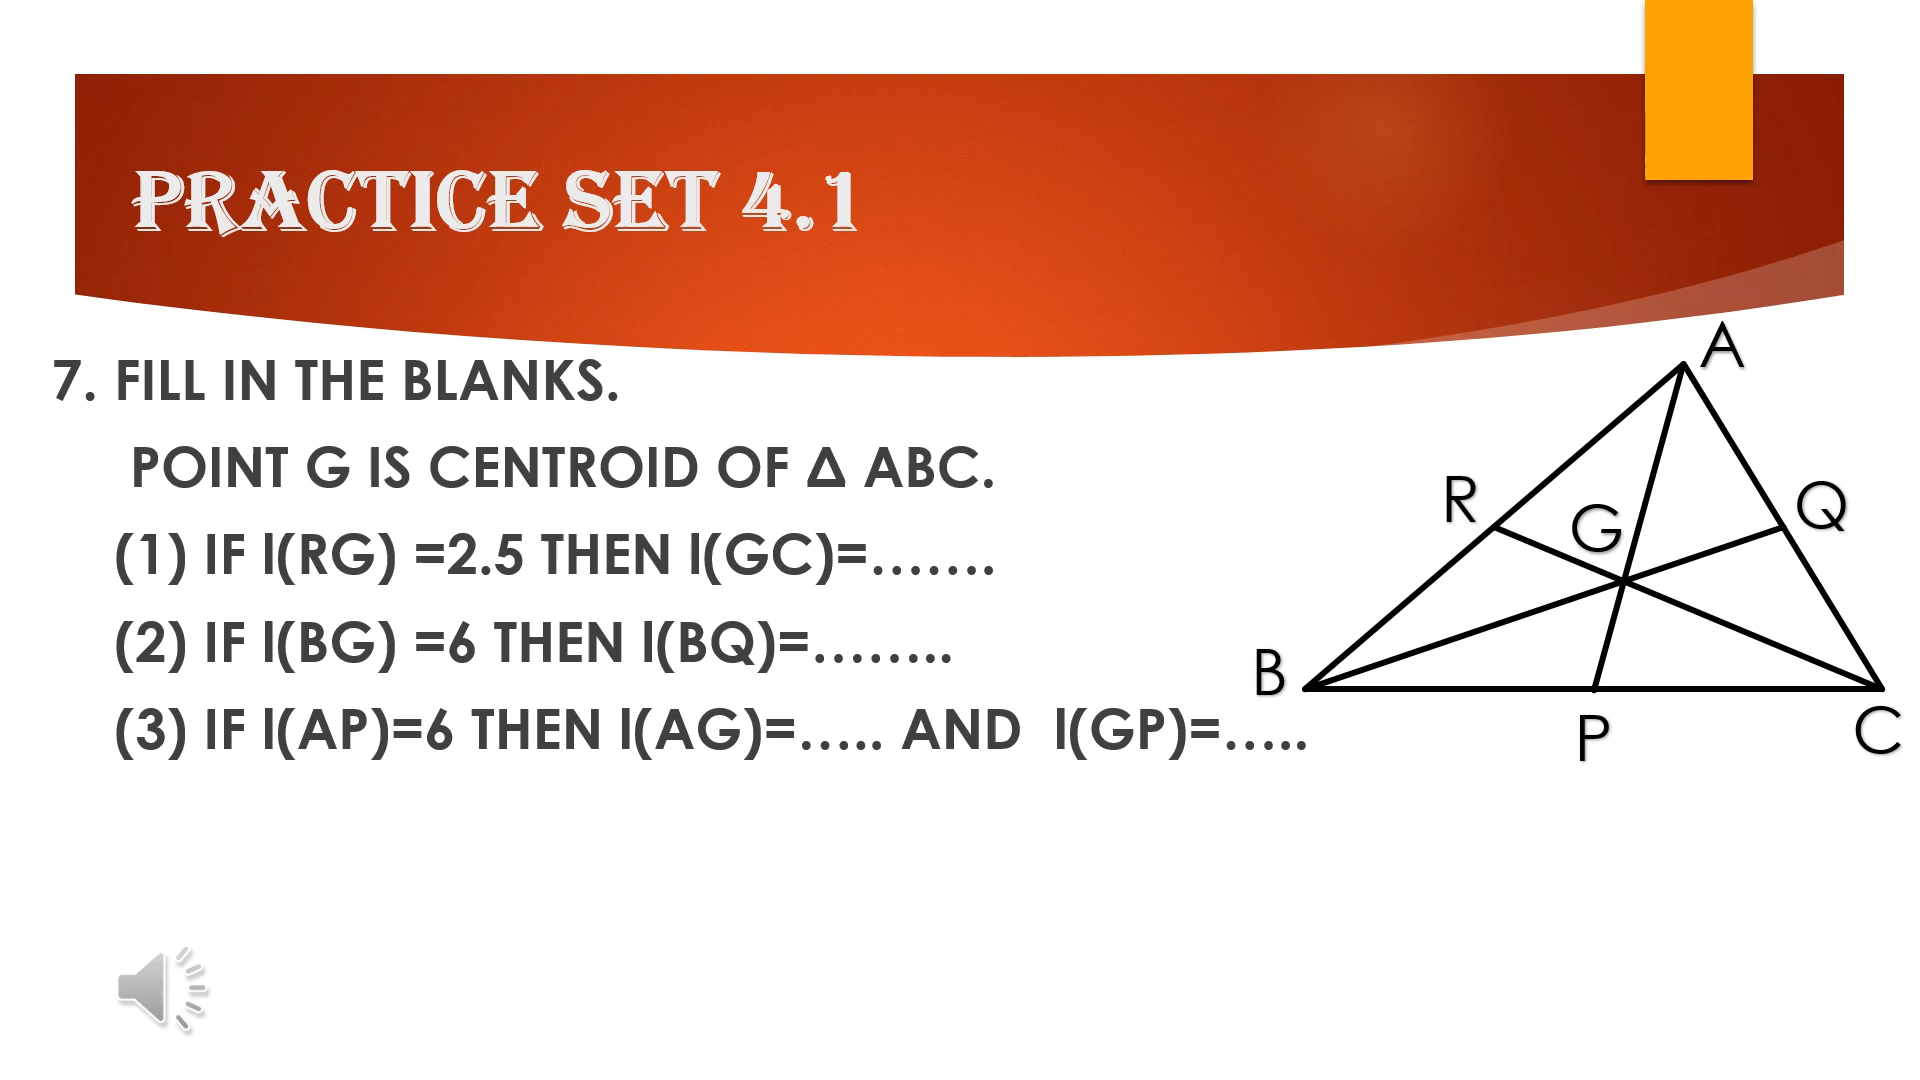 PRACTICE SET 4.1
7. FILL IN THE BLANKS.
POINT G IS CENTROID OF Δ ABC.
(1) IF l(RG) =2.5 THEN l(GC)=…….
(2) IF l(BG) =6 THEN l(BQ)=……..
(3) IF l(AP)=6 THEN l(AG)=….. AND l(GP)=…..
A
R
G
Q
B
P
C